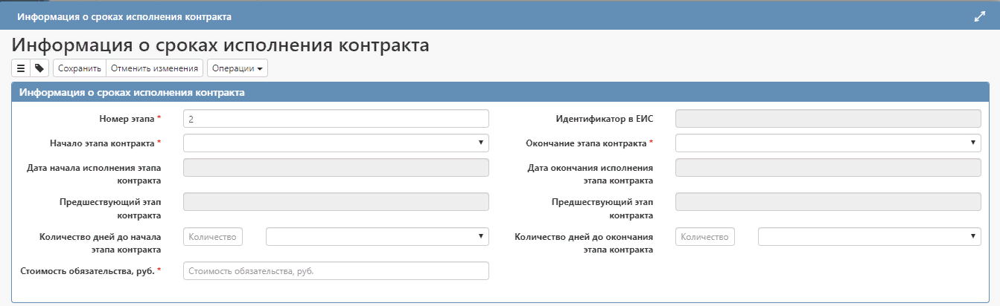 Информация о сроках исполнения контракта
Информация о сроках исполнения контракта
Сохранить Отменить изменения Операции
Информация о сроках исполнения контракта
Номер этапа * 2 Идентификатор в ЕИС
Начало этапа контракта * Окончание этапа контракта *
Дата начала исполнения этапа контракта Дата окончания исполнения этапа контракта
Предшествующий этап контракта Предшествующий этап контракта
Количество дней до начала этапа контракта Количество Количество дней до окончания этапа контракта Количество
Стоимость обязательства, руб. * Стоимость обязательства, руб.